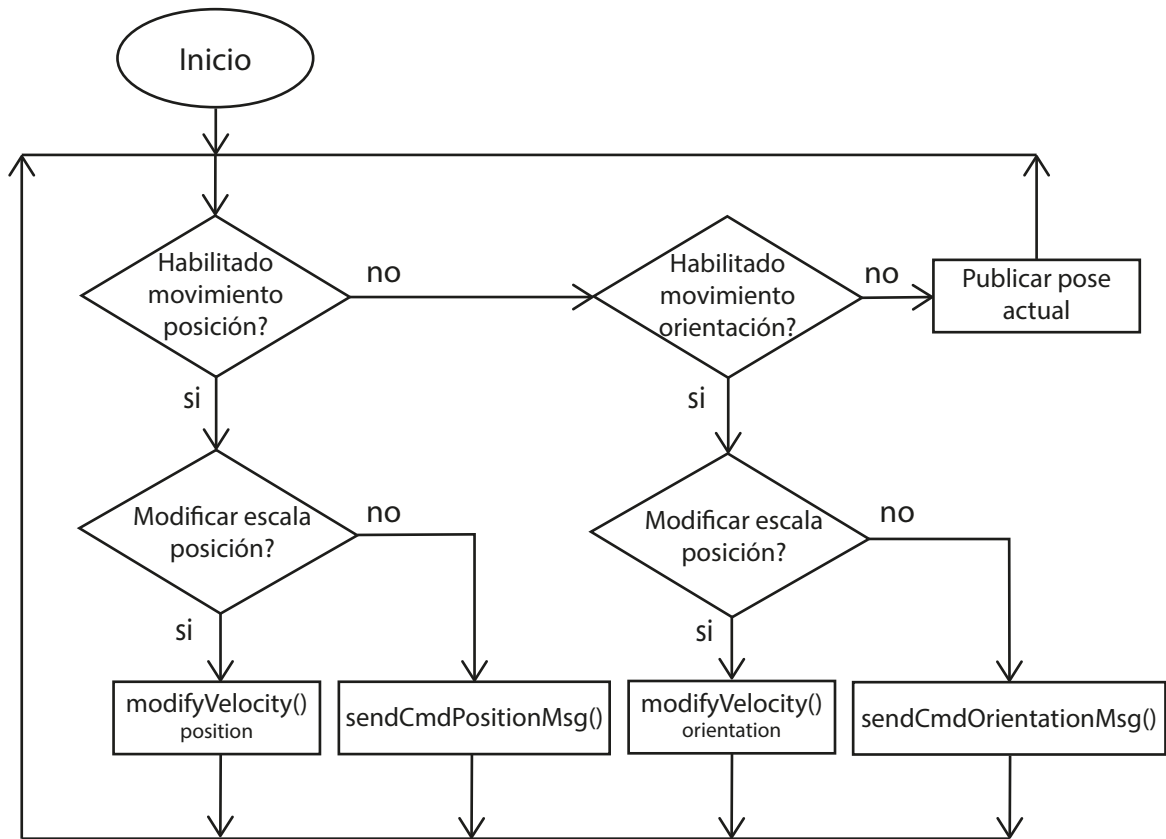 Inicio
Habilitado
movimiento
posición?
no
Habilitado
movimiento
orientación?
no
Publicar pose
actual
si
si
Modificar escala
posición?
no
Modificar escala
posición?
no
si
si
modifyVelocity()
position
sendCmdPositionMsg()
modifyVelocity()
orientation
sendCmdOrientationMsg()